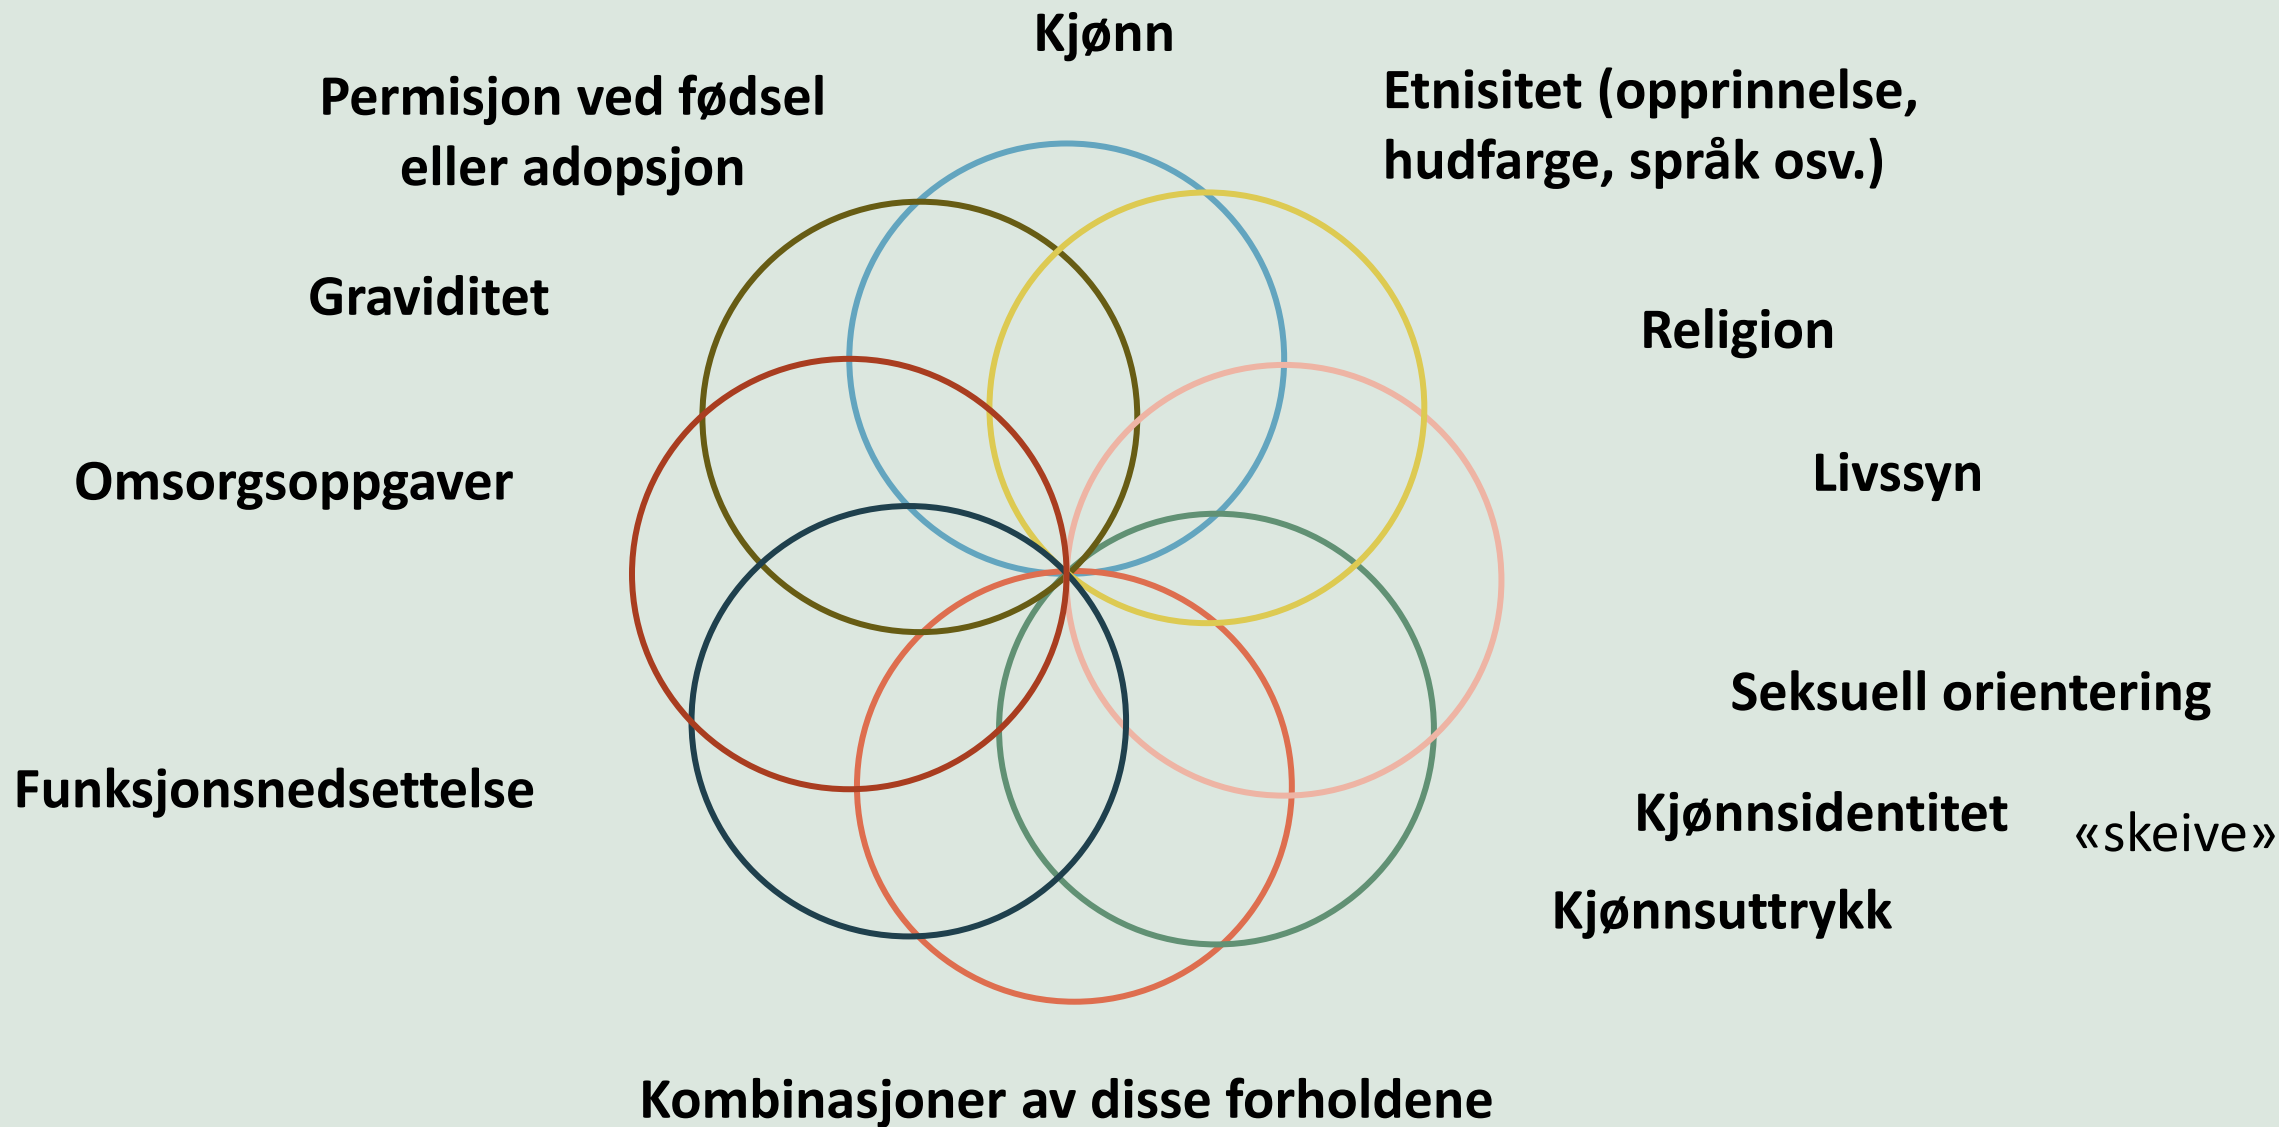 Kjønn
Permisjon ved fødsel
eller adopsjon
Etnisitet (opprinnelse,
hudfarge, språk osv.)
Graviditet
Religion
Omsorgsoppgaver
Livssyn
Seksuell orientering
Funksjonsnedsettelse
Kjønnsidentitet
«skeive»
Kjønnsuttrykk
Kombinasjoner av disse forholdene